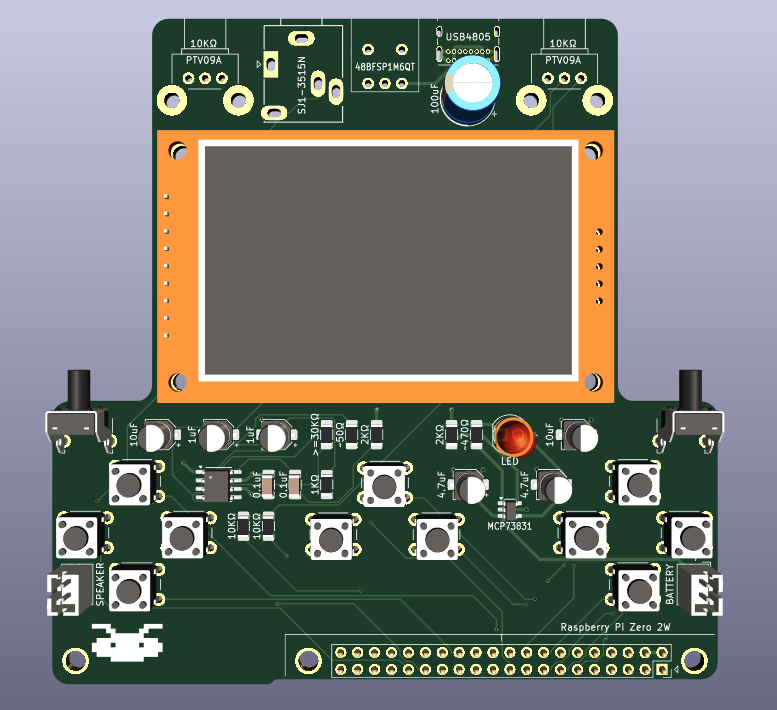 10KΩ
PTV09A
SJ1-3515N
48BFSP1M6QT
USB4805
100uF
+
10KΩ
PTV09A
10uF
+
1uF
1uF
+
>=30KΩ
~50Ω
2KΩ
2KΩ
~470Ω
LED
10uF
0.1uF
0.1uF
1KΩ
4.7uF
+
4.7uF
10KΩ
10KΩ
MCP73831
SPEAKER
BATTERY
Raspberry Pi Zero 2W